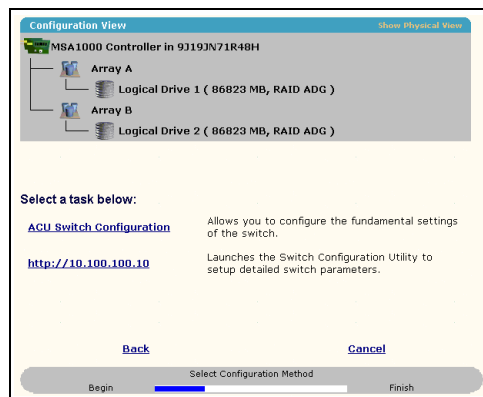 Configuration View Show Physical View
MSA1000 Controller in 9J19JN71R48H
Array A
Logical Drive 1 ( 86823 MB, RAID ADG )
Array B
Logical Drive 2 ( 86823 MB, RAID ADG )
Select a task below:
ACU Switch Configuration Allows you to configure the fundamental settings
of the switch.
http://10.100.100.10 Launches the Switch Configuration Utility to
setup detailed switch parameters.
Back Cancel
Select Configuration Method
Begin Finish